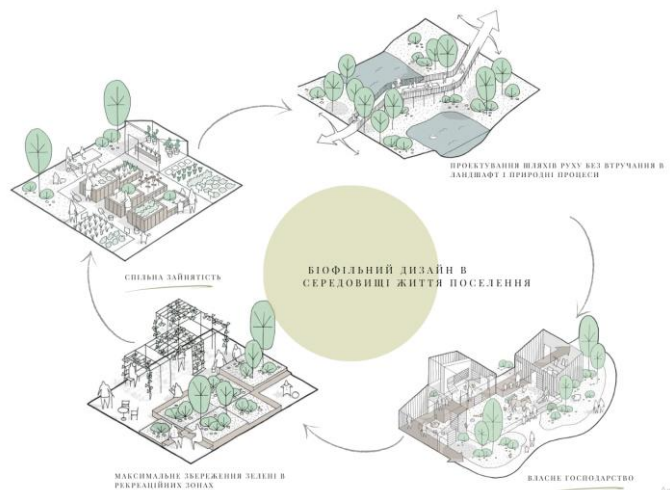 ПРОЕКТУВАННЯ ШЛЯХІВ РУХУ БЕЗ ВТРУЧАННЯ В
ЛАНДШАФТ І ПРИРОДНІ ПРОЦЕСИ
СПІЛЬНА ЗАЙНЯТІСТЬ
БІОФІЛЬНИЙ ДИЗАЙН В
СЕРЕДОВИЩІ ЖИТТЯ ПОСЕЛЕННЯ
МАКСИМАЛЬНЕ ЗБЕРЕЖЕННЯ ЗЕЛЕНІ В
РЕКРЕАЦІЙНИХ ЗОНАХ
ВЛАСНЕ ГОСПОДАРСТВО